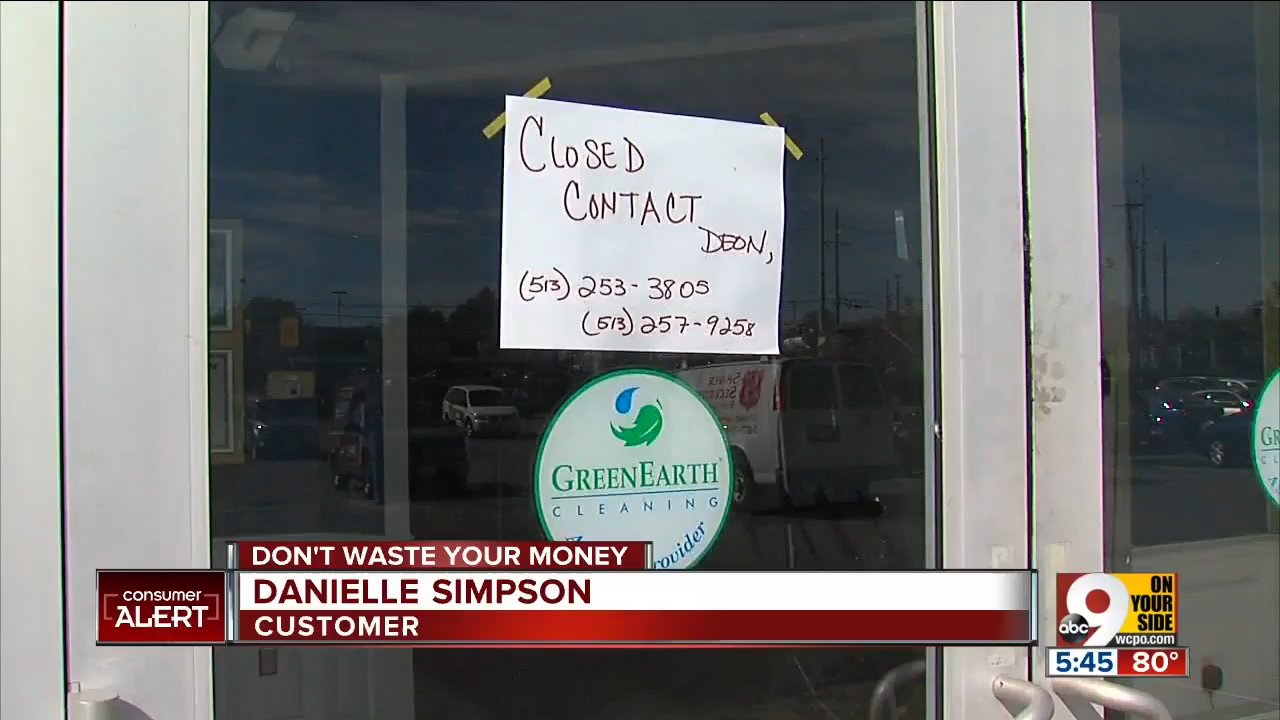 CLOSED
CONTACT
DEON,
(513) 253-3805
(513) 257-9258
GREENEARTH
CLEANING
rovider
DON'T WASTE YOUR MONEY
consumer
ALERT
DANIELLE SIMPSON
CUSTOMER
abc 9
ON
YOUR
SIDE
wcpo.com
5:45 80°